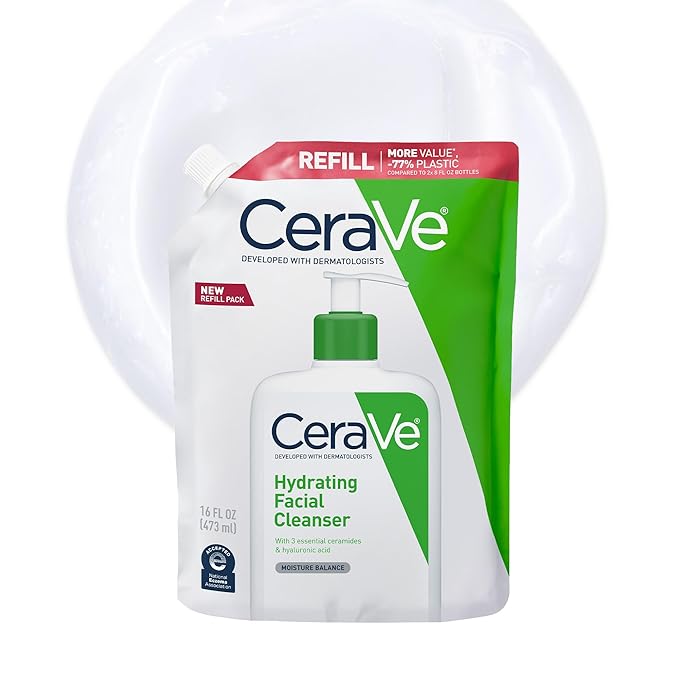 REFILL
MORE VALUE*,
-77% PLASTIC
COMPARED TO 2x 8 FL OZ BOTTLES
CeraVe®
DEVELOPED WITH DERMATOLOGISTS
NEW
REFILL PACK
CeraVe®
DEVELOPED WITH DERMATOLOGISTS
Hydrating
Facial
Cleanser
With 3 essential ceramides
& hyaluronic acid
MOISTURE BALANCE
16 FL OZ
(473 ml)
ACCEPTED
e
National
Eczema
Association